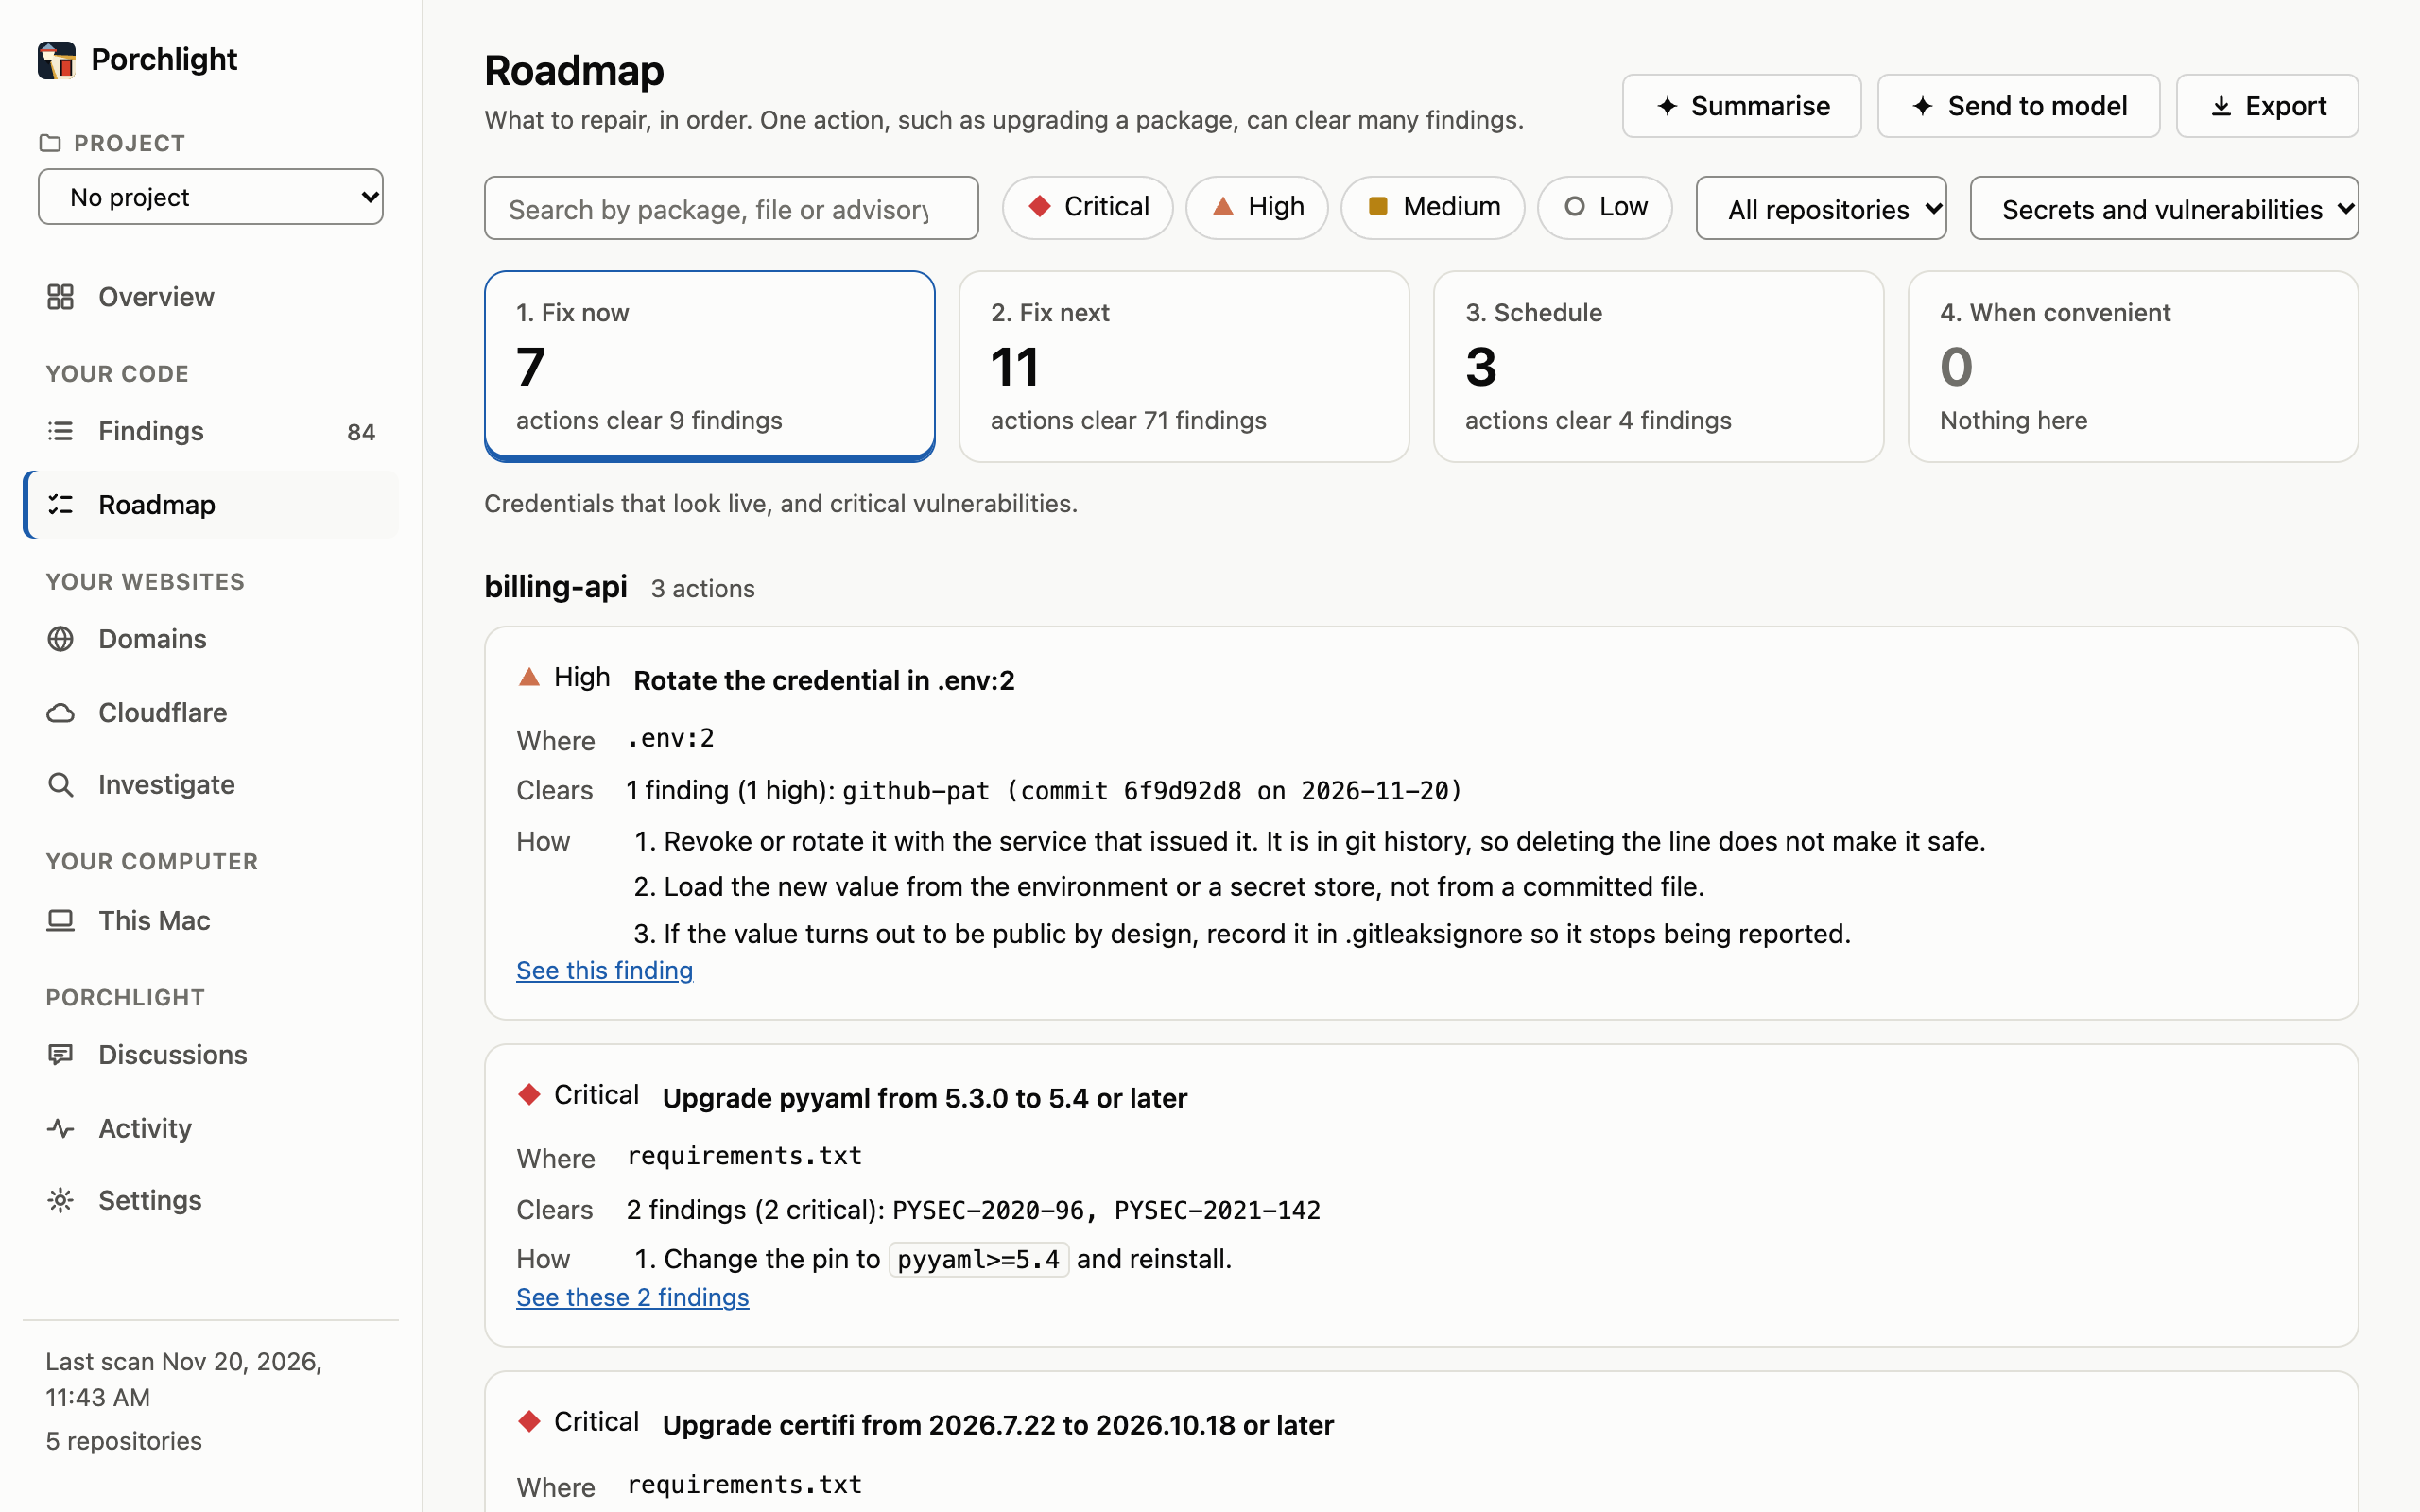 Porchlight
PROJECT
No project
Overview
YOUR CODE
Findings 84
Roadmap
YOUR WEBSITES
Domains
Cloudflare
Investigate
YOUR COMPUTER
This Mac
PORCHLIGHT
Discussions
Activity
Settings
Last scan Nov 20, 2026,
11:43 AM
5 repositories
Roadmap
What to repair, in order. One action, such as upgrading a package, can clear many findings.
Summarise
Send to model
Export
Search by package, file or advisory
Critical
High
Medium
Low
All repositories
Secrets and vulnerabilities
1. Fix now
7
actions clear 9 findings
2. Fix next
11
actions clear 71 findings
3. Schedule
3
actions clear 4 findings
4. When convenient
0
Nothing here
Credentials that look live, and critical vulnerabilities.
billing-api 3 actions
High Rotate the credential in .env:2
Where .env:2
Clears 1 finding (1 high): github-pat (commit 6f9d92d8 on 2026-11-20)
How 1. Revoke or rotate it with the service that issued it. It is in git history, so deleting the line does not make it safe.
2. Load the new value from the environment or a secret store, not from a committed file.
3. If the value turns out to be public by design, record it in .gitleaksignore so it stops being reported.
See this finding
Critical Upgrade pyyaml from 5.3.0 to 5.4 or later
Where requirements.txt
Clears 2 findings (2 critical): PYSEC-2020-96, PYSEC-2021-142
How 1. Change the pin to pyyaml>=5.4 and reinstall.
See these 2 findings
Critical Upgrade certifi from 2026.7.22 to 2026.10.18 or later
Where requirements.txt